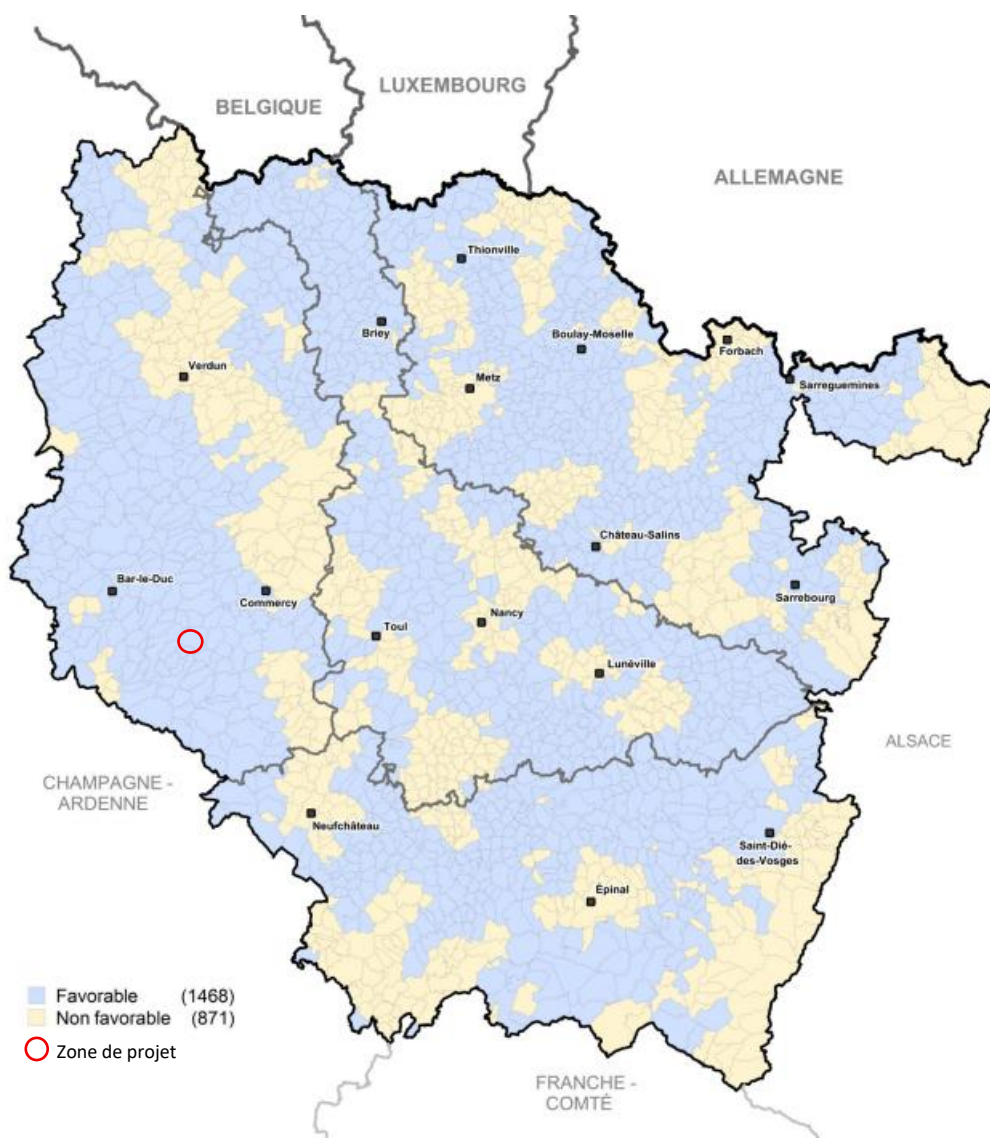 LUXEMBOURG
BELGIQUE
ALLEMAGNE
Thionville
Briey
Boulay-Moselle
Forbach
Verdun
Metz
Sarreguemines
Château-Salins
Bar-le-Duc
Commercy
Sarrebourg
Nancy
Toul
Lunéville
ALSACE
CHAMPAGNE -
ARDENNE
Neufchâteau
Saint-Dié-
des-Vosges
Épinal
Favorable (1468)
Non favorable (871)
Zone de projet
FRANCHE -
COMTÉ